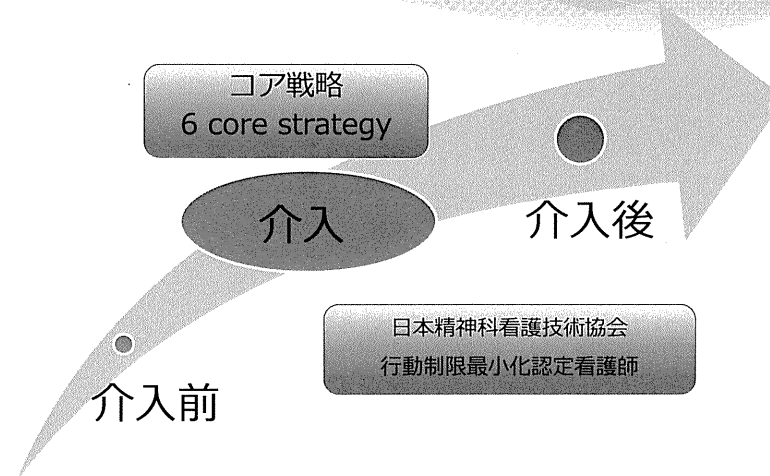 コア戦略
6 core strategy
介入
介入後
日本精神科看護技術協会
行動制限最小化認定看護師
介入前